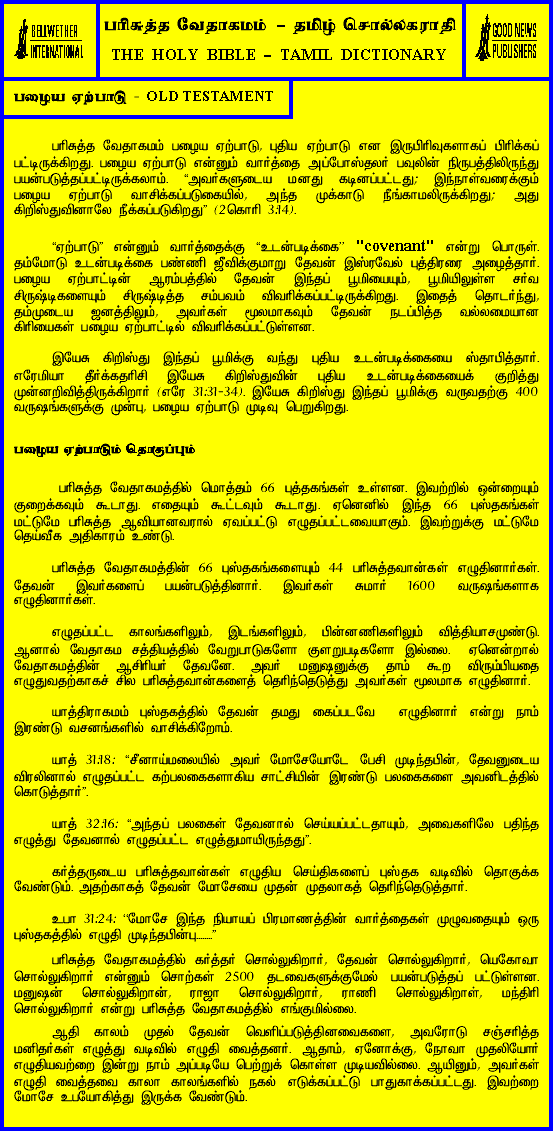 BELLWETHER
INTERNATIONAL
பரிசுத்த வேதாகமம் – தமிழ் சொல்லகராதி
THE HOLY BIBLE – TAMIL DICTIONARY
GOOD NEWS
PUBLISHERS
பழைய ஏற்பாடு - OLD TESTAMENT
பரிசுத்த வேதாகமம் பழைய ஏற்பாடு, புதிய ஏற்பாடு என இருபிரிவுகளாகப் பிரிக்கப்
பட்டிருக்கிறது. பழைய ஏற்பாடு என்னும் வார்த்தை அப்போஸ்தலர் பவுலின் நிருபத்திலிருந்து
பயன்படுத்தப்பட்டிருக்கலாம். “அவர்களுடைய மனது கடினப்பட்டது; இந்நாள்வரைக்கும்
பழைய ஏற்பாடு வாசிக்கப்படுகையில், அந்த முக்காடு நீங்காமலிருக்கிறது; அது
கிறிஸ்துவினாலே நீக்கப்படுகிறது” (2கொரி 3:14).
“ஏற்பாடு” என்னும் வார்த்தைக்கு “உடன்படிக்கை” "covenant" என்று பொருள்.
தம்மோடு உடன்படிக்கை பண்ணி ஜீவிக்குமாறு தேவன் இஸ்ரவேல் புத்திரரை அழைத்தார்.
பழைய ஏற்பாட்டின் ஆரம்பத்தில் தேவன் இந்தப் பூமியையும், பூமியிலுள்ள சர்வ
சிருஷ்டிகளையும் சிருஷ்டித்த சம்பவம் விவரிக்கப்பட்டிருக்கிறது. இதைத் தொடர்ந்து,
தம்முடைய ஜனத்திலும், அவர்கள் மூலமாகவும் தேவன் நடப்பித்த வல்லமையான
கிரியைகள் பழைய ஏற்பாட்டில் விவரிக்கப்பட்டுள்ளன.
இயேசு கிறிஸ்து இந்தப் பூமிக்கு வந்து புதிய உடன்படிக்கையை ஸ்தாபித்தார்.
எரேமியா தீர்க்கதரிசி இயேசு கிறிஸ்துவின் புதிய உடன்படிக்கையைக் குறித்து
முன்னறிவித்திருக்கிறார் (எரே 31:31-34). இயேசு கிறிஸ்து இந்தப் பூமிக்கு வருவதற்கு 400
வருஷங்களுக்கு முன்பு, பழைய ஏற்பாடு முடிவு பெறுகிறது.
பழைய ஏற்பாடும் தொகுப்பும்
பரிசுத்த வேதாகமத்தில் மொத்தம் 66 புத்தகங்கள் உள்ளன. இவற்றில் ஒன்றையும்
குறைக்கவும் கூடாது. எதையும் கூட்டவும் கூடாது. ஏனெனில் இந்த 66 புஸ்தகங்கள்
மட்டுமே பரிசுத்த ஆவியானவரால் ஏவப்பட்டு எழுதப்பட்டவையாகும். இவற்றுக்கு மட்டுமே
தெய்வீக அதிகாரம் உண்டு.
பரிசுத்த வேதாகமத்தின் 66 புஸ்தகங்களையும் 44 பரிசுத்தவான்கள் எழுதினார்கள்.
தேவன் இவர்களைப் பயன்படுத்தினார். இவர்கள் சுமார் 1600 வருஷங்களாக
எழுதினார்கள்.
எழுதப்பட்ட காலங்களிலும், இடங்களிலும், பின்னணிகளிலும் வித்தியாசமுண்டு.
ஆனால் வேதாகம சத்தியத்தில் வேறுபாடுகளோ குளறுபடிகளோ இல்லை. ஏனென்றால்
வேதாகமத்தின் ஆசிரியர் தேவனே. அவர் மனுஷனுக்கு தாம் கூற விரும்பியதை
எழுதுவதற்காகச் சில பரிசுத்தவான்களைத் தெரிந்தெடுத்து அவர்கள் மூலமாக எழுதினார்.
யாத்திராகமம் புஸ்தகத்தில் தேவன் தமது கைப்படவே எழுதினார் என்று நாம்
இரண்டு வசனங்களில் வாசிக்கிறோம்.
யாத் 31:18: “சீனாய்மலையில் அவர் மோசேயோடே பேசி முடிந்தபின், தேவனுடைய
விரலினால் எழுதப்பட்ட கற்பலகைகளாகிய சாட்சியின் இரண்டு பலகைகளை அவனிடத்தில்
கொடுத்தார்”.
யாத் 32:16: “அந்தப் பலகைகள் தேவனால் செய்யப்பட்டதாயும், அவைகளிலே பதிந்த
எழுத்து தேவனால் எழுதப்பட்ட எழுத்துமாயிருந்தது”.
கர்த்தருடைய பரிசுத்தவான்கள் எழுதிய செய்திகளைப் புஸ்தக வடிவில் தொகுக்க
வேண்டும். அதற்காகத் தேவன் மோசேயை முதன் முதலாகத் தெரிந்தெடுத்தார்.
உபா 31:24: “மோசே இந்த நியாயப் பிரமாணத்தின் வார்த்தைகள் முழுவதையும் ஒரு
புஸ்தகத்தில் எழுதி முடிந்தபின்பு........”
பரிசுத்த வேதாகமத்தில் கர்த்தர் சொல்லுகிறார், தேவன் சொல்லுகிறார், யெகோவா
சொல்லுகிறார் என்னும் சொற்கள் 2500 தடவைகளுக்குமேல் பயன்படுத்தப் பட்டுள்ளன.
மனுஷன் சொல்லுகிறான், ராஜா சொல்லுகிறார், ராணி சொல்லுகிறாள், மந்திரி
சொல்லுகிறார் என்று பரிசுத்த வேதாகமத்தில் எங்குமில்லை.
ஆதி காலம் முதல் தேவன் வெளிப்படுத்தினவைகளை, அவரோடு சஞ்சரித்த
மனிதர்கள் எழுத்து வடிவில் எழுதி வைத்தனர். ஆதாம், ஏனோக்கு, நோவா முதலியோர்
எழுதியவற்றை இன்று நாம் அப்படியே பெற்றுக் கொள்ள முடியவில்லை. ஆயினும், அவர்கள்
எழுதி வைத்தவை காலா காலங்களில் நகல் எடுக்கப்பட்டு பாதுகாக்கப்பட்டது. இவற்றை
மோசே உபயோகித்து இருக்க வேண்டும்.